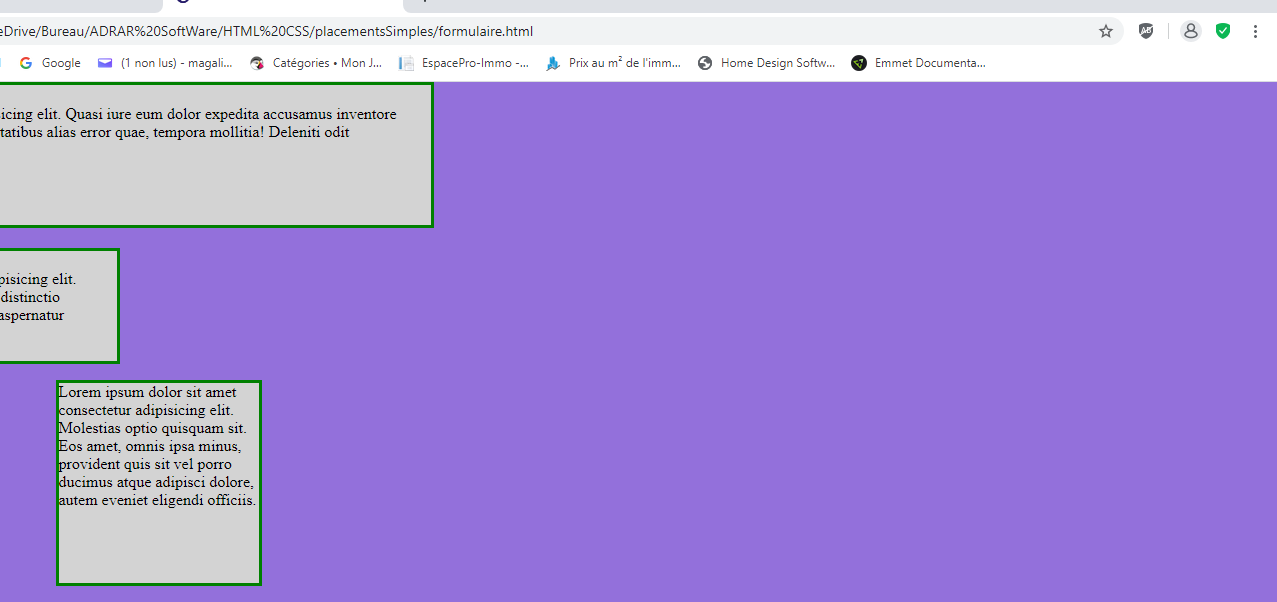 eDrive/Bureau/ADRAR%20SoftWare/HTML%20CSS/placementsSimples/formulaire.html
Google (1 non lus) - magali... Catégories • Mon J... EspacePro-Immo -... Prix au m² de l'imm... Home Design Softw... Emmet Documenta...
icing elit. Quasi iure eum dolor expedita accusamus inventore
tatibus alias error quae, tempora mollitia! Deleniti odit
pisicing elit.
distinctio
aspernatur
Lorem ipsum dolor sit amet
consectetur adipisicing elit.
Molestias optio quisquam sit.
Eos amet, omnis ipsa minus,
provident quis sit vel porro
ducimus atque adipisci dolore,
autem eveniet eligendi officiis.